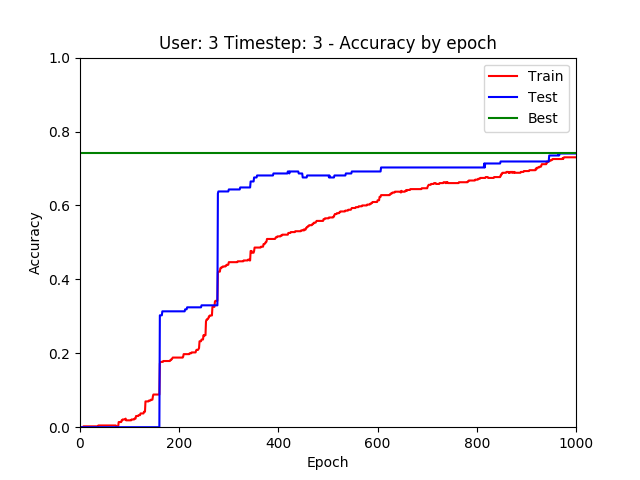 User: 3 Timestep: 3 - Accuracy by epoch
Train
Test
Best
1.0
0.8
0.6
0.4
0.2
0.0
Accuracy
0 200 400 600 800 1000
Epoch